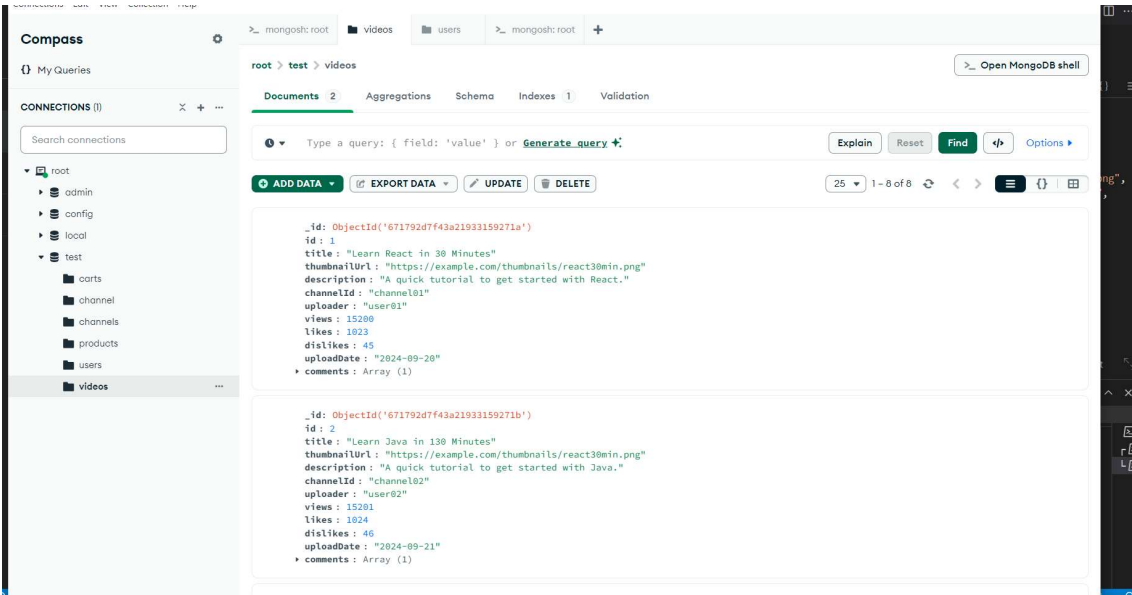 Compass
{} My Queries
CONNECTIONS (1)
Search connections
root
admin
config
local
test
carts
channel
channels
products
users
videos
>_ mongosh: root
videos
users
>_ mongosh: root
root > test > videos
>_ Open MongoDB shell
Documents 2
Aggregations
Schema
Indexes 1
Validation
Type a query: { field: 'value' } or Generate query
Explain
Reset
Find
</>
Options
ADD DATA
EXPORT DATA
UPDATE
DELETE
25
1 – 8 of 8
{}
_id: ObjectId('671792d7f43a21933159271a')
id : 1
title : "Learn React in 30 Minutes"
thumbnailUrl : "https://example.com/thumbnails/react30min.png"
description : "A quick tutorial to get started with React."
channelId : "channel01"
uploader : "user01"
views : 15200
likes : 1023
dislikes : 45
uploadDate : "2024-09-20"
comments : Array (1)
_id: ObjectId('671792d7f43a21933159271b')
id : 2
title : "Learn Java in 130 Minutes"
thumbnailUrl : "https://example.com/thumbnails/react30min.png"
description : "A quick tutorial to get started with Java."
channelId : "channel02"
uploader : "user02"
views : 15201
likes : 1024
dislikes : 46
uploadDate : "2024-09-21"
comments : Array (1)
ng",